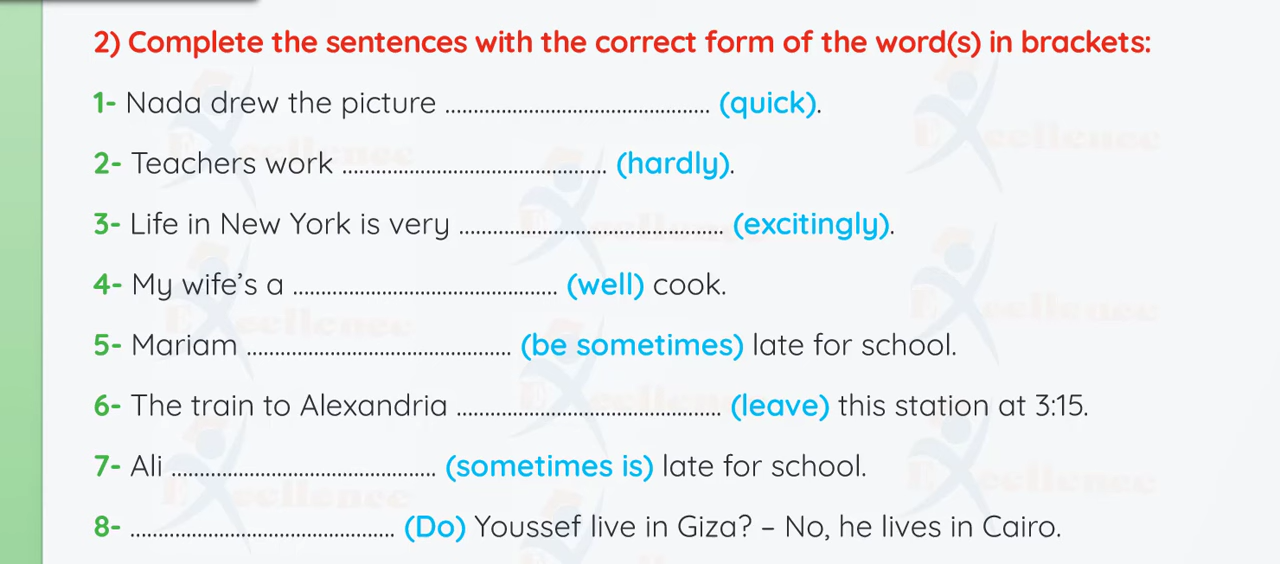 2) Complete the sentences with the correct form of the word(s) in brackets:
1- Nada drew the picture .............................................. (quick).
2- Teachers work .............................................. (hardly).
3- Life in New York is very .............................................. (excitingly).
4- My wife’s a .............................................. (well) cook.
5- Mariam .............................................. (be sometimes) late for school.
6- The train to Alexandria .............................................. (leave) this station at 3:15.
7- Ali .............................................. (sometimes is) late for school.
8- .............................................. (Do) Youssef live in Giza? – No, he lives in Cairo.